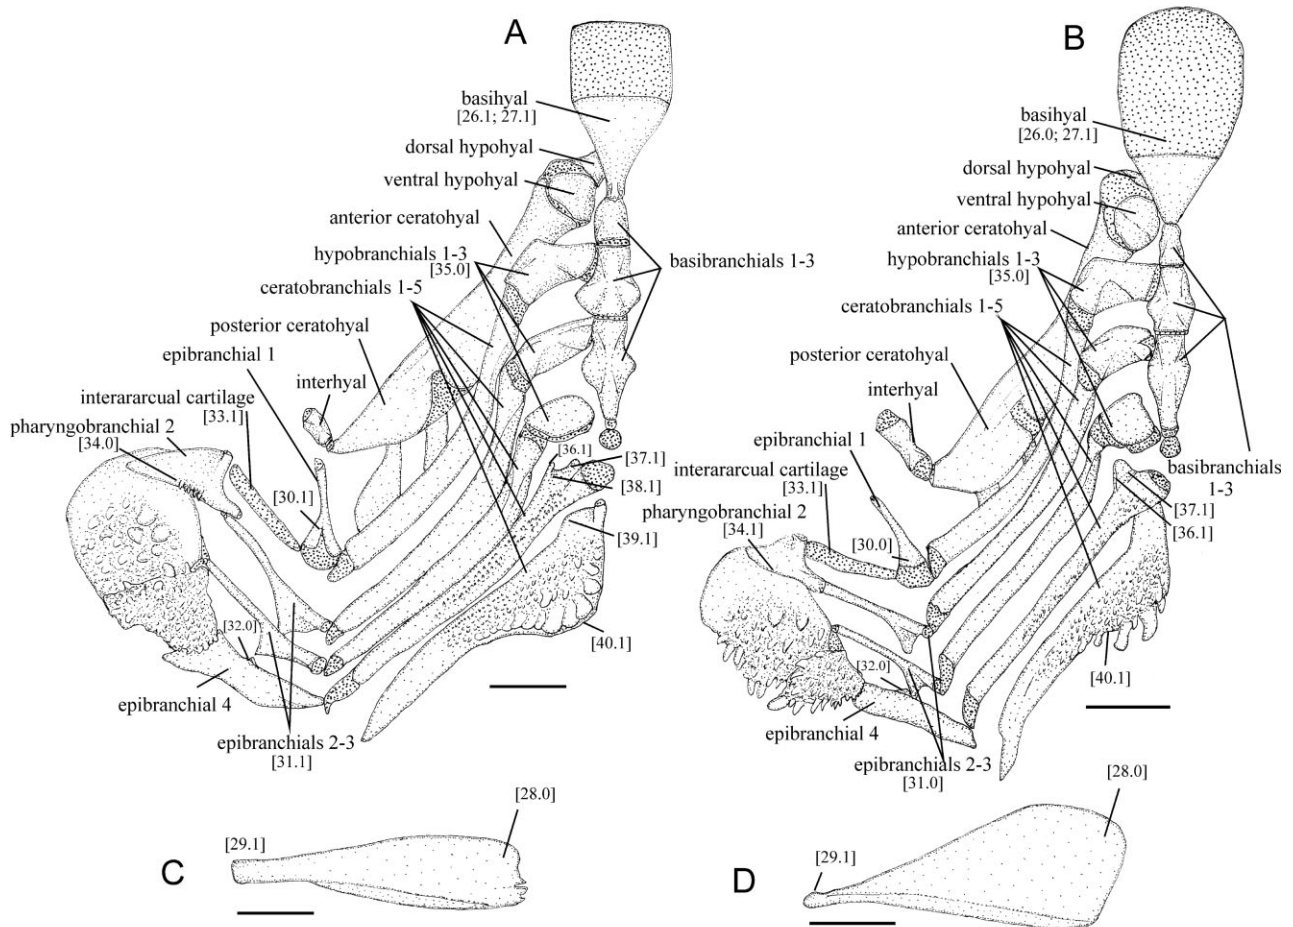 A
basihyal
[26.1; 27.1]
dorsal hypohyal
ventral hypohyal
anterior ceratohyal
hypobranchials 1-3
[35.0]
ceratobranchials 1-5
posterior ceratohyal
epibranchial 1
interhyal
interararcual cartilage
[33.1]
pharyngobranchial 2
[34.0]
[30.1]
basibranchials 1-3
[36.1]
[37.1]
[38.1]
[39.1]
[40.1]
[32.0]
epibranchial 4
epibranchials 2-3
[31.1]
B
basihyal
[26.0; 27.1]
dorsal hypohyal
ventral hypohyal
anterior ceratohyal
hypobranchials 1-3
[35.0]
ceratobranchials 1-5
posterior ceratohyal
interhyal
epibranchial 1
interararcual cartilage
[33.1]
pharyngobranchial 2
[34.1]
[30.0]
basibranchials
1-3
[37.1]
[36.1]
[40.1]
[32.0]
epibranchial 4
epibranchials 2-3
[31.0]
C
[29.1]
[28.0]
D
[29.1]
[28.0]